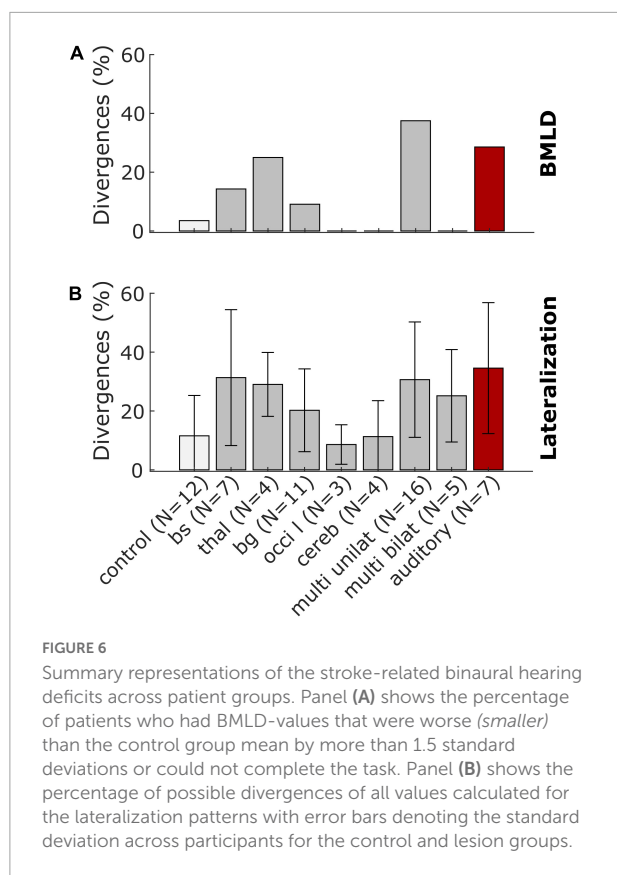 A
60
40
20
0
Divergences (%)
BMLD
B
60
40
20
0
Divergences (%)
Lateralization
control (N=12)
bs (N=7)
thal (N=4)
bg (N=11)
occi l (N=3)
cereb (N=4)
multi unilat (N=16)
multi bilat (N=5)
auditory (N=7)
FIGURE 6
Summary representations of the stroke-related binaural hearing
deficits across patient groups. Panel (A) shows the percentage
of patients who had BMLD-values that were worse (smaller)
than the control group mean by more than 1.5 standard
deviations or could not complete the task. Panel (B) shows the
percentage of possible divergences of all values calculated for
the lateralization patterns with error bars denoting the standard
deviation across participants for the control and lesion groups.